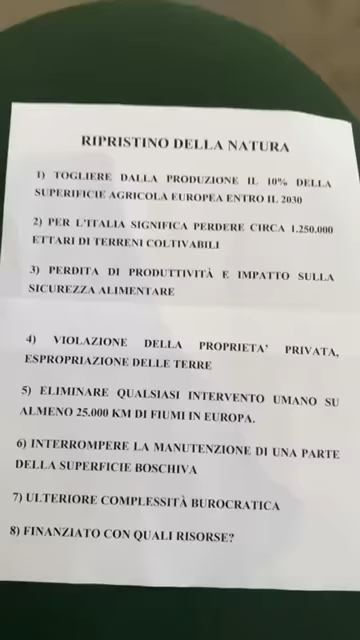 RIPRISTINO DELLA NATURA
1) TOGLIERE DALLA PRODUZIONE IL 10% DELLA
SUPERIFICIE AGRICOLA EUROPEA ENTRO IL 2030
2) PER L'ITALIA SIGNIFICA PERDERE CIRCA 1.250.000
ETTARI DI TERRENI COLTIVABILI
3) PERDITA DI PRODUTTIVITÀ E IMPATTO SULLA
SICUREZZA ALIMENTARE
4) VIOLAZIONE DELLA PROPRIETA' PRIVATA,
ESPROPRIAZIONE DELLE TERRE
5) ELIMINARE QUALSIASI INTERVENTO UMANO SU
ALMENO 25.000 KM DI FIUMI IN EUROPA.
6) INTERROMPERE LA MANUTENZIONE DI UNA PARTE
DELLA SUPERFICIE BOSCHIVA
7) ULTERIORE COMPLESSITÀ BUROCRATICA
8) FINANZIATO CON QUALI RISORSE?